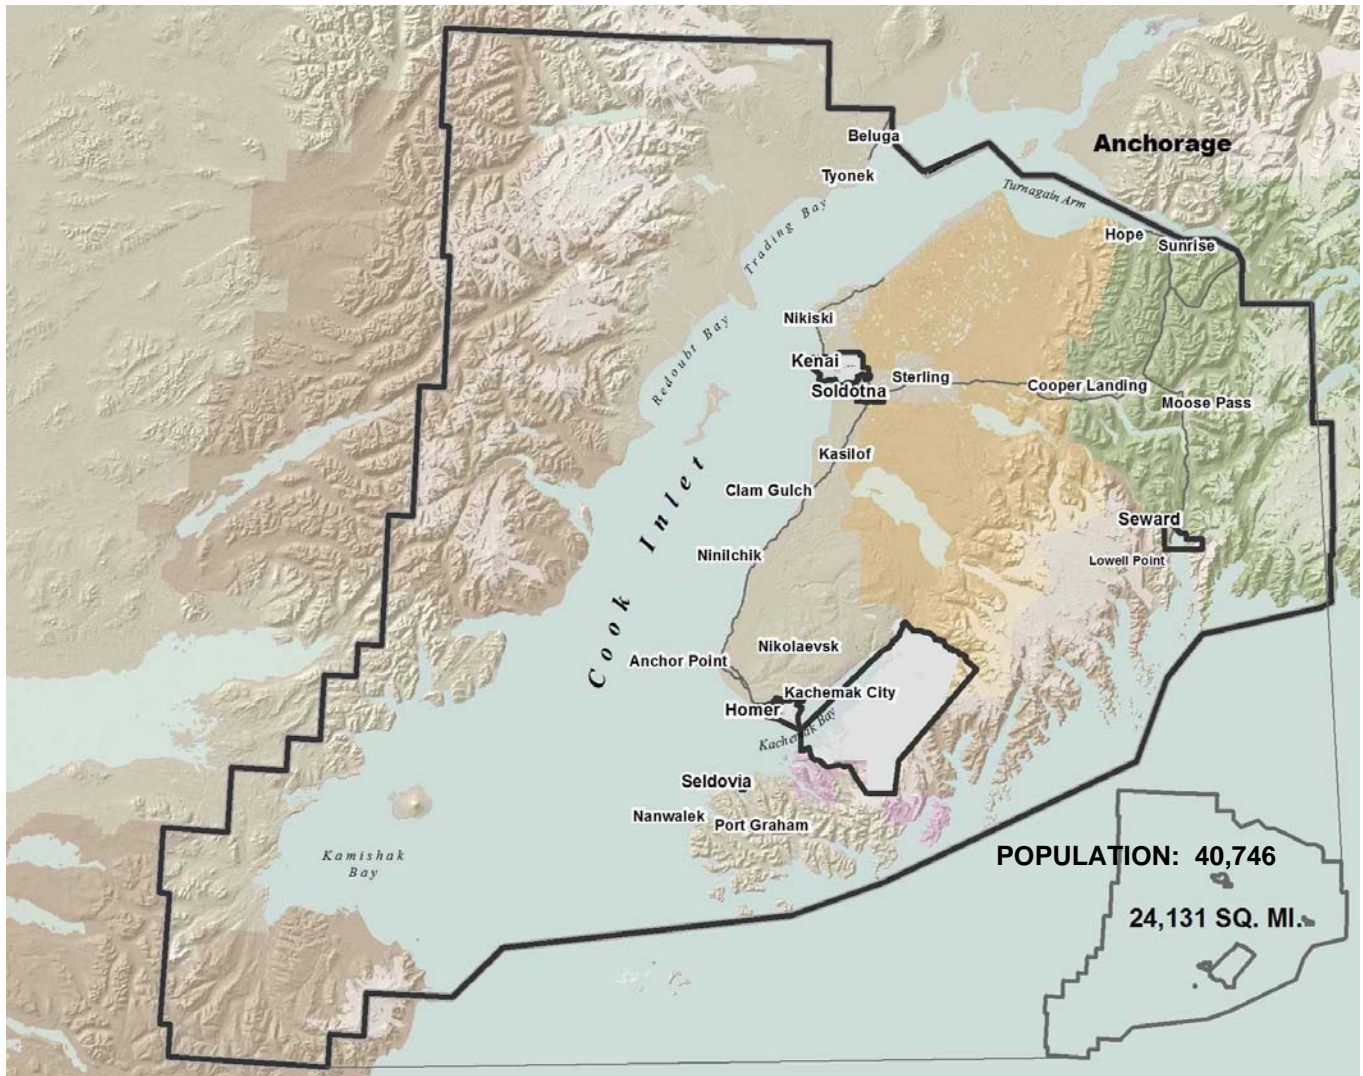 Beluga
Anchorage
Tyonek
Turnagain Arm
Trading Bay
Hope
Sunrise
Nikiski
Redoubt Bay
Kenai
Sterling
Soldotna
Cooper Landing
Moose Pass
Kasilof
Cook Inlet
Clam Gulch
Seward
Ninilchik
Lowell Point
Nikolaevsk
Anchor Point
Kachemak City
Homer
Kachemak Bay
Seldovia
Nanwalek
Port Graham
Kamishak
Bay
POPULATION: 40,746
24,131 SQ. MI.